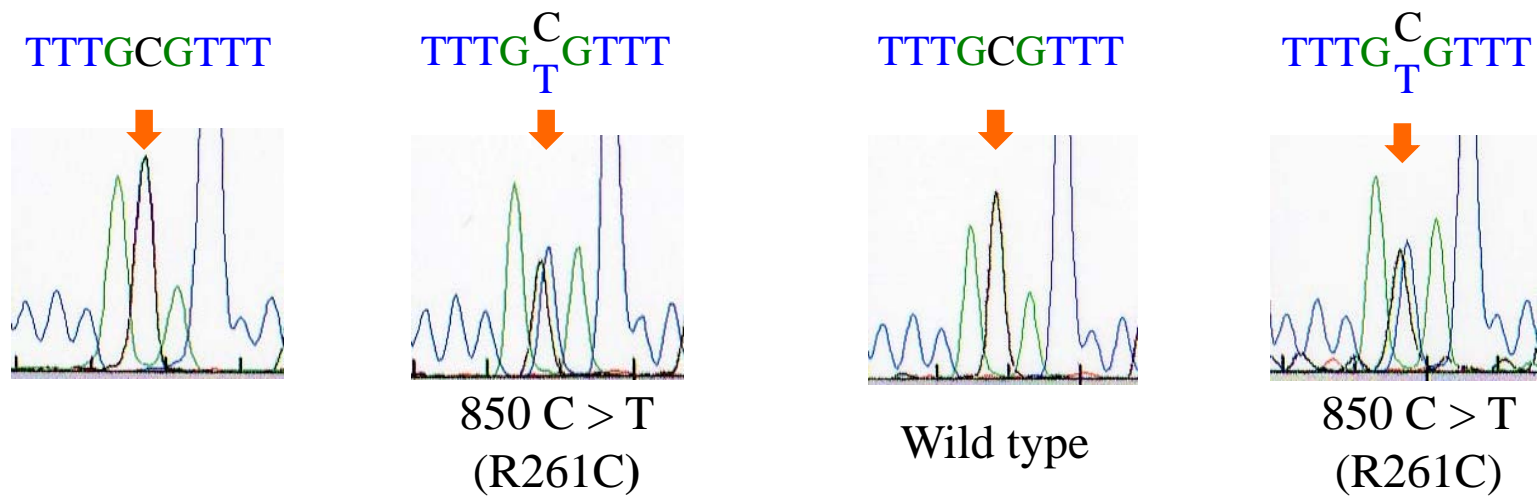 TTTGCGTTT
TTTG C/T GTTT
TTTGCGTTT
TTTG C/T GTTT
850 C > T
(R261C)
Wild type
850 C > T
(R261C)